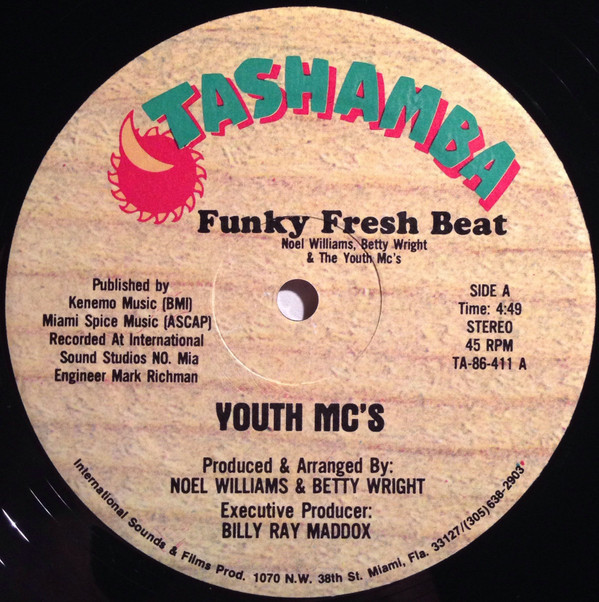 TASHAMBA
Funky Fresh Beat
Noel Williams, Betty Wright
& The Youth Mc's
Published by
Kenemo Music (BMI)
Miami Spice Music (ASCAP)
Recorded At International
Sound Studios NO. Mia
Engineer Mark Richman
SIDE A
Time: 4:49
STEREO
45 RPM
TA-86-411 A
YOUTH MC'S
Produced & Arranged By:
NOEL WILLIAMS & BETTY WRIGHT
Executive Producer:
BILLY RAY MADDOX
International Sounds & Films Prod. 1070 N.W. 38th St. Miami, Fla. 33127/(305)638-2903